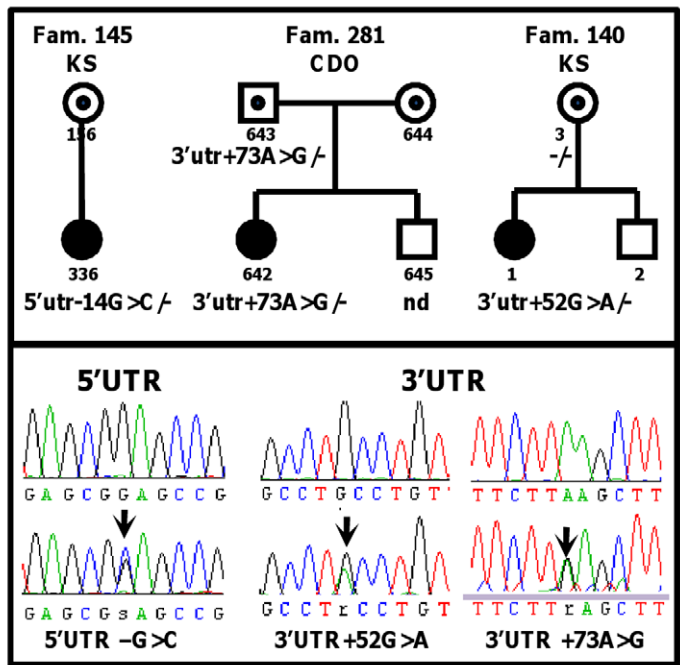 Fam. 145 Fam. 281 Fam. 140
KS CDO KS
156 643 644 3
3'utr+73A>G/- -/-
336 642 645 1 2
5'utr-14G>C/- 3'utr+73A>G/- nd 3'utr+52G>A/-
5'UTR 3'UTR
GAGCGGAGCCG GCCTGCCTGT TTCTTAAGCTT
GAGCGsAGCCG GCCTrCCTGT TTCTTrAGCTT
5'UTR –G>C 3'UTR+52G>A 3'UTR +73A>G